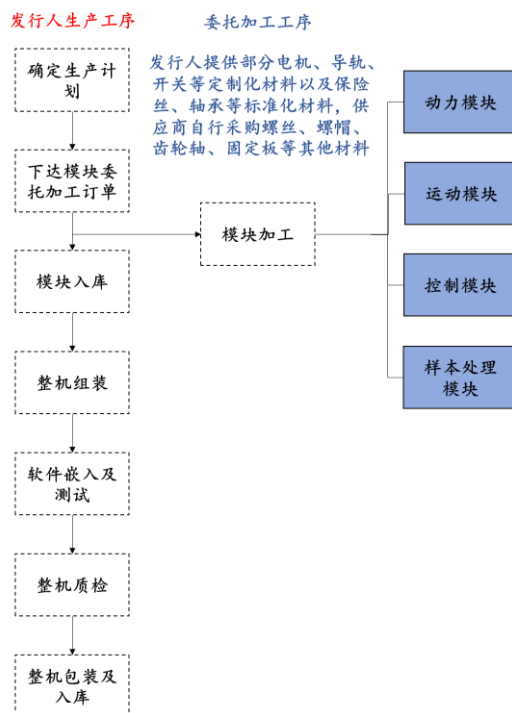 发行人生产工序
委托加工工序
确定生产计
划
发行人提供部分电机、导轨、
开关等定制化材料以及保险
丝、轴承等标准化材料，供
应商自行采购螺丝、螺帽、
齿轮轴、固定板等其他材料
动力模块
下达模块委
托加工订单
运动模块
模块加工
模块入库
控制模块
整机组装
样本处理
模块
软件嵌入及
测试
整机质检
整机包装及
入库